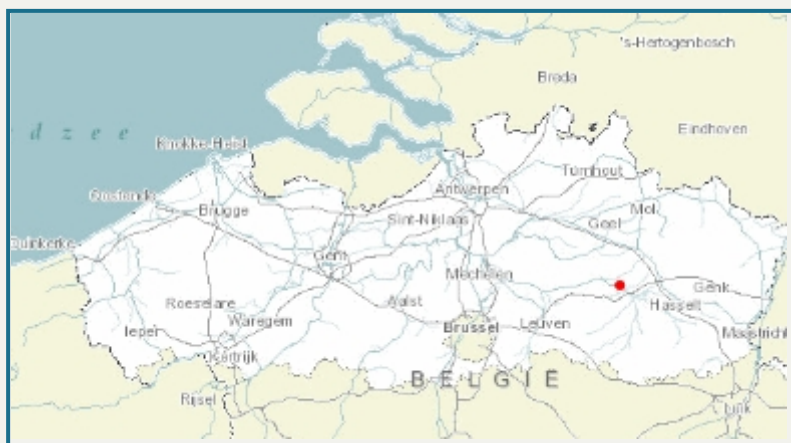 's-Hertogenbosch
Breda
d z e e
Eindhoven
Knokke-Heist
Turnhout
Antwerpen
Oostende
Brugge
Sint-Niklaas
Geel
Mol
Duinkerke
Gent
Mechelen
Genk
Roeselare
Aalst
Hasselt
Ieper
Waregem
Brussel
Leuven
Maastricht
Kortrijk
BELGIË
Rijsel
Luik